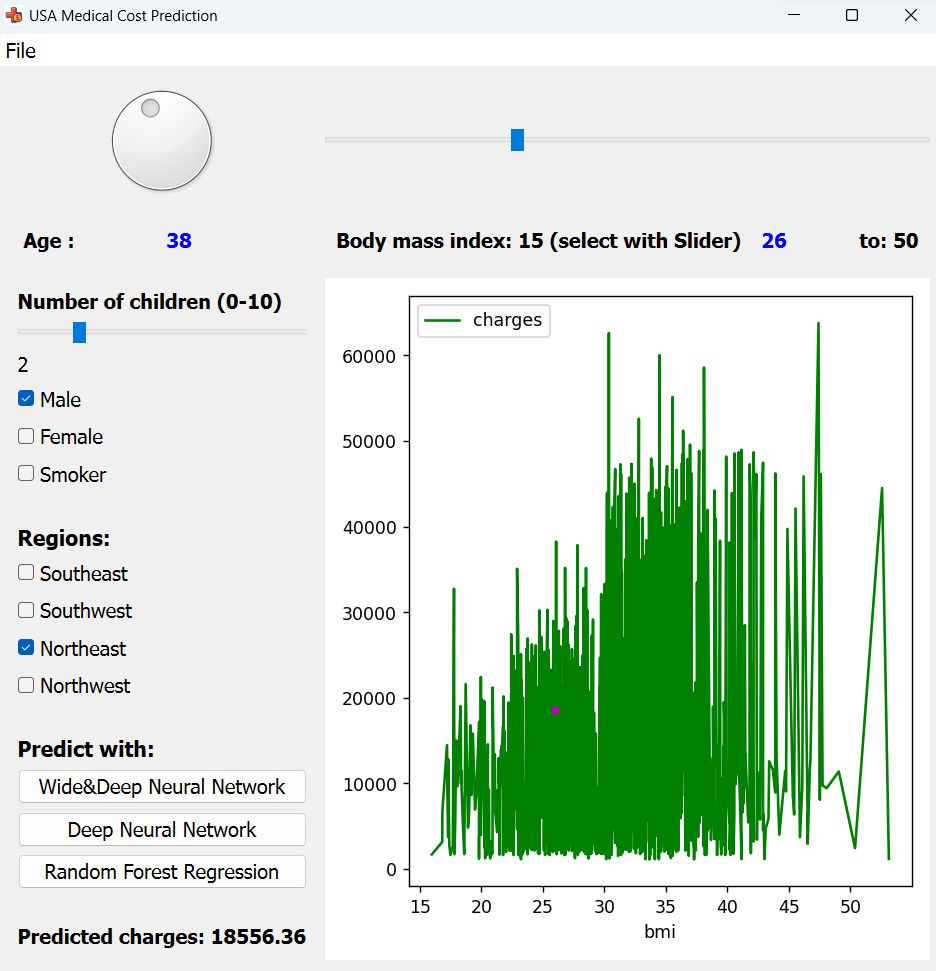 USA Medical Cost Prediction
File
Age : 38
Body mass index: 15 (select with Slider) 26 to: 50
Number of children (0-10)
2
Male
Female
Smoker
Regions:
Southeast
Southwest
Northeast
Northwest
Predict with:
Wide&Deep Neural Network
Deep Neural Network
Random Forest Regression
Predicted charges: 18556.36
charges
60000
50000
40000
30000
20000
10000
0
15 20 25 30 35 40 45 50
bmi